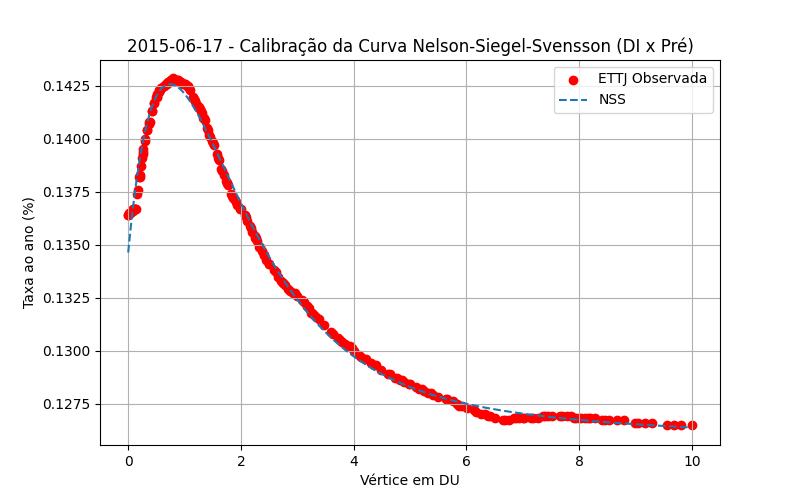 2015-06-17 - Calibração da Curva Nelson-Siegel-Svensson (DI x Pré)
ETTJ Observada
NSS
Taxa ao ano (%)
0.1425
0.1400
0.1375
0.1350
0.1325
0.1300
0.1275
0 2 4 6 8 10
Vértice em DU